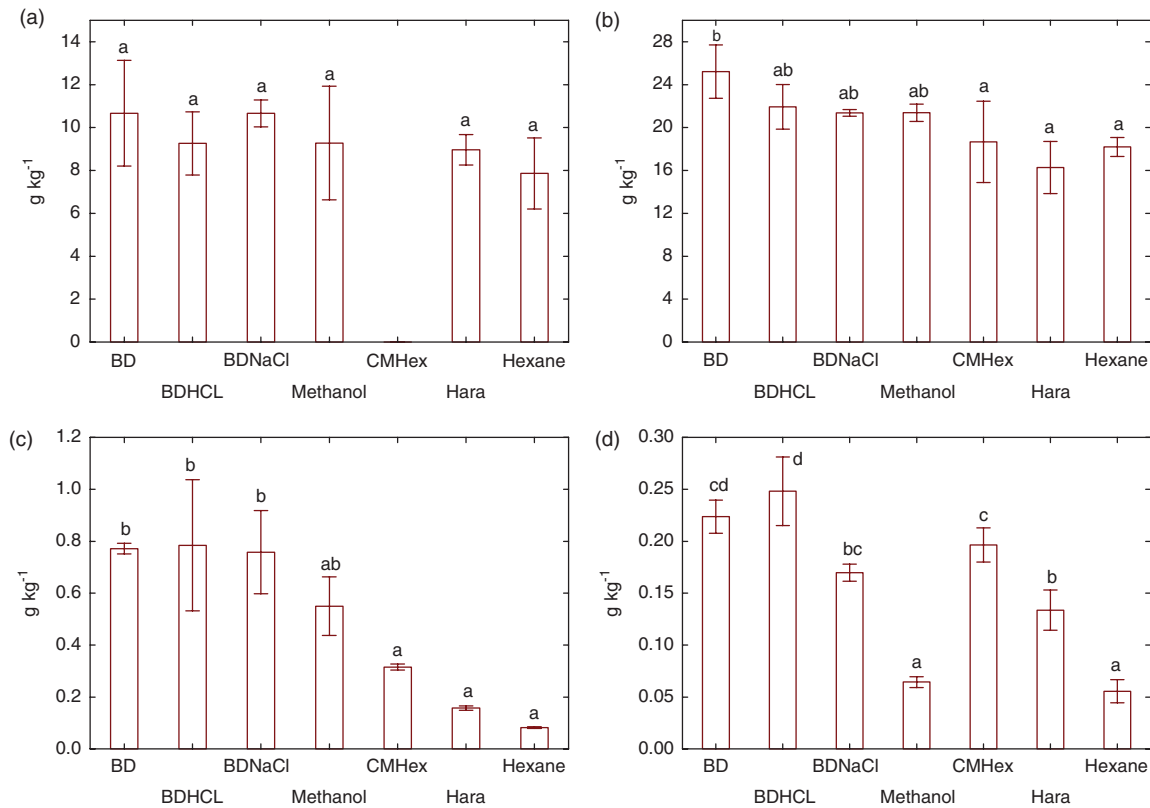 (a)
14
12
10
8
6
4
2
0
g kg-1
a
a
a
a
a
a
BD
BDNaCl
CMHex
Hexane
BDHCL
Methanol
Hara
(b)
28
24
20
16
12
8
4
0
g kg-1
b
ab
ab
ab
a
a
a
BD
BDNaCl
CMHex
Hexane
BDHCL
Methanol
Hara
(c)
1.2
1.0
0.8
0.6
0.4
0.2
0.0
g kg-1
b
b
b
ab
a
a
a
BD
BDNaCl
CMHex
Hexane
BDHCL
Methanol
Hara
(d)
0.30
0.25
0.20
0.15
0.10
0.05
0.00
g kg-1
cd
d
bc
a
c
b
a
BD
BDNaCl
CMHex
Hexane
BDHCL
Methanol
Hara